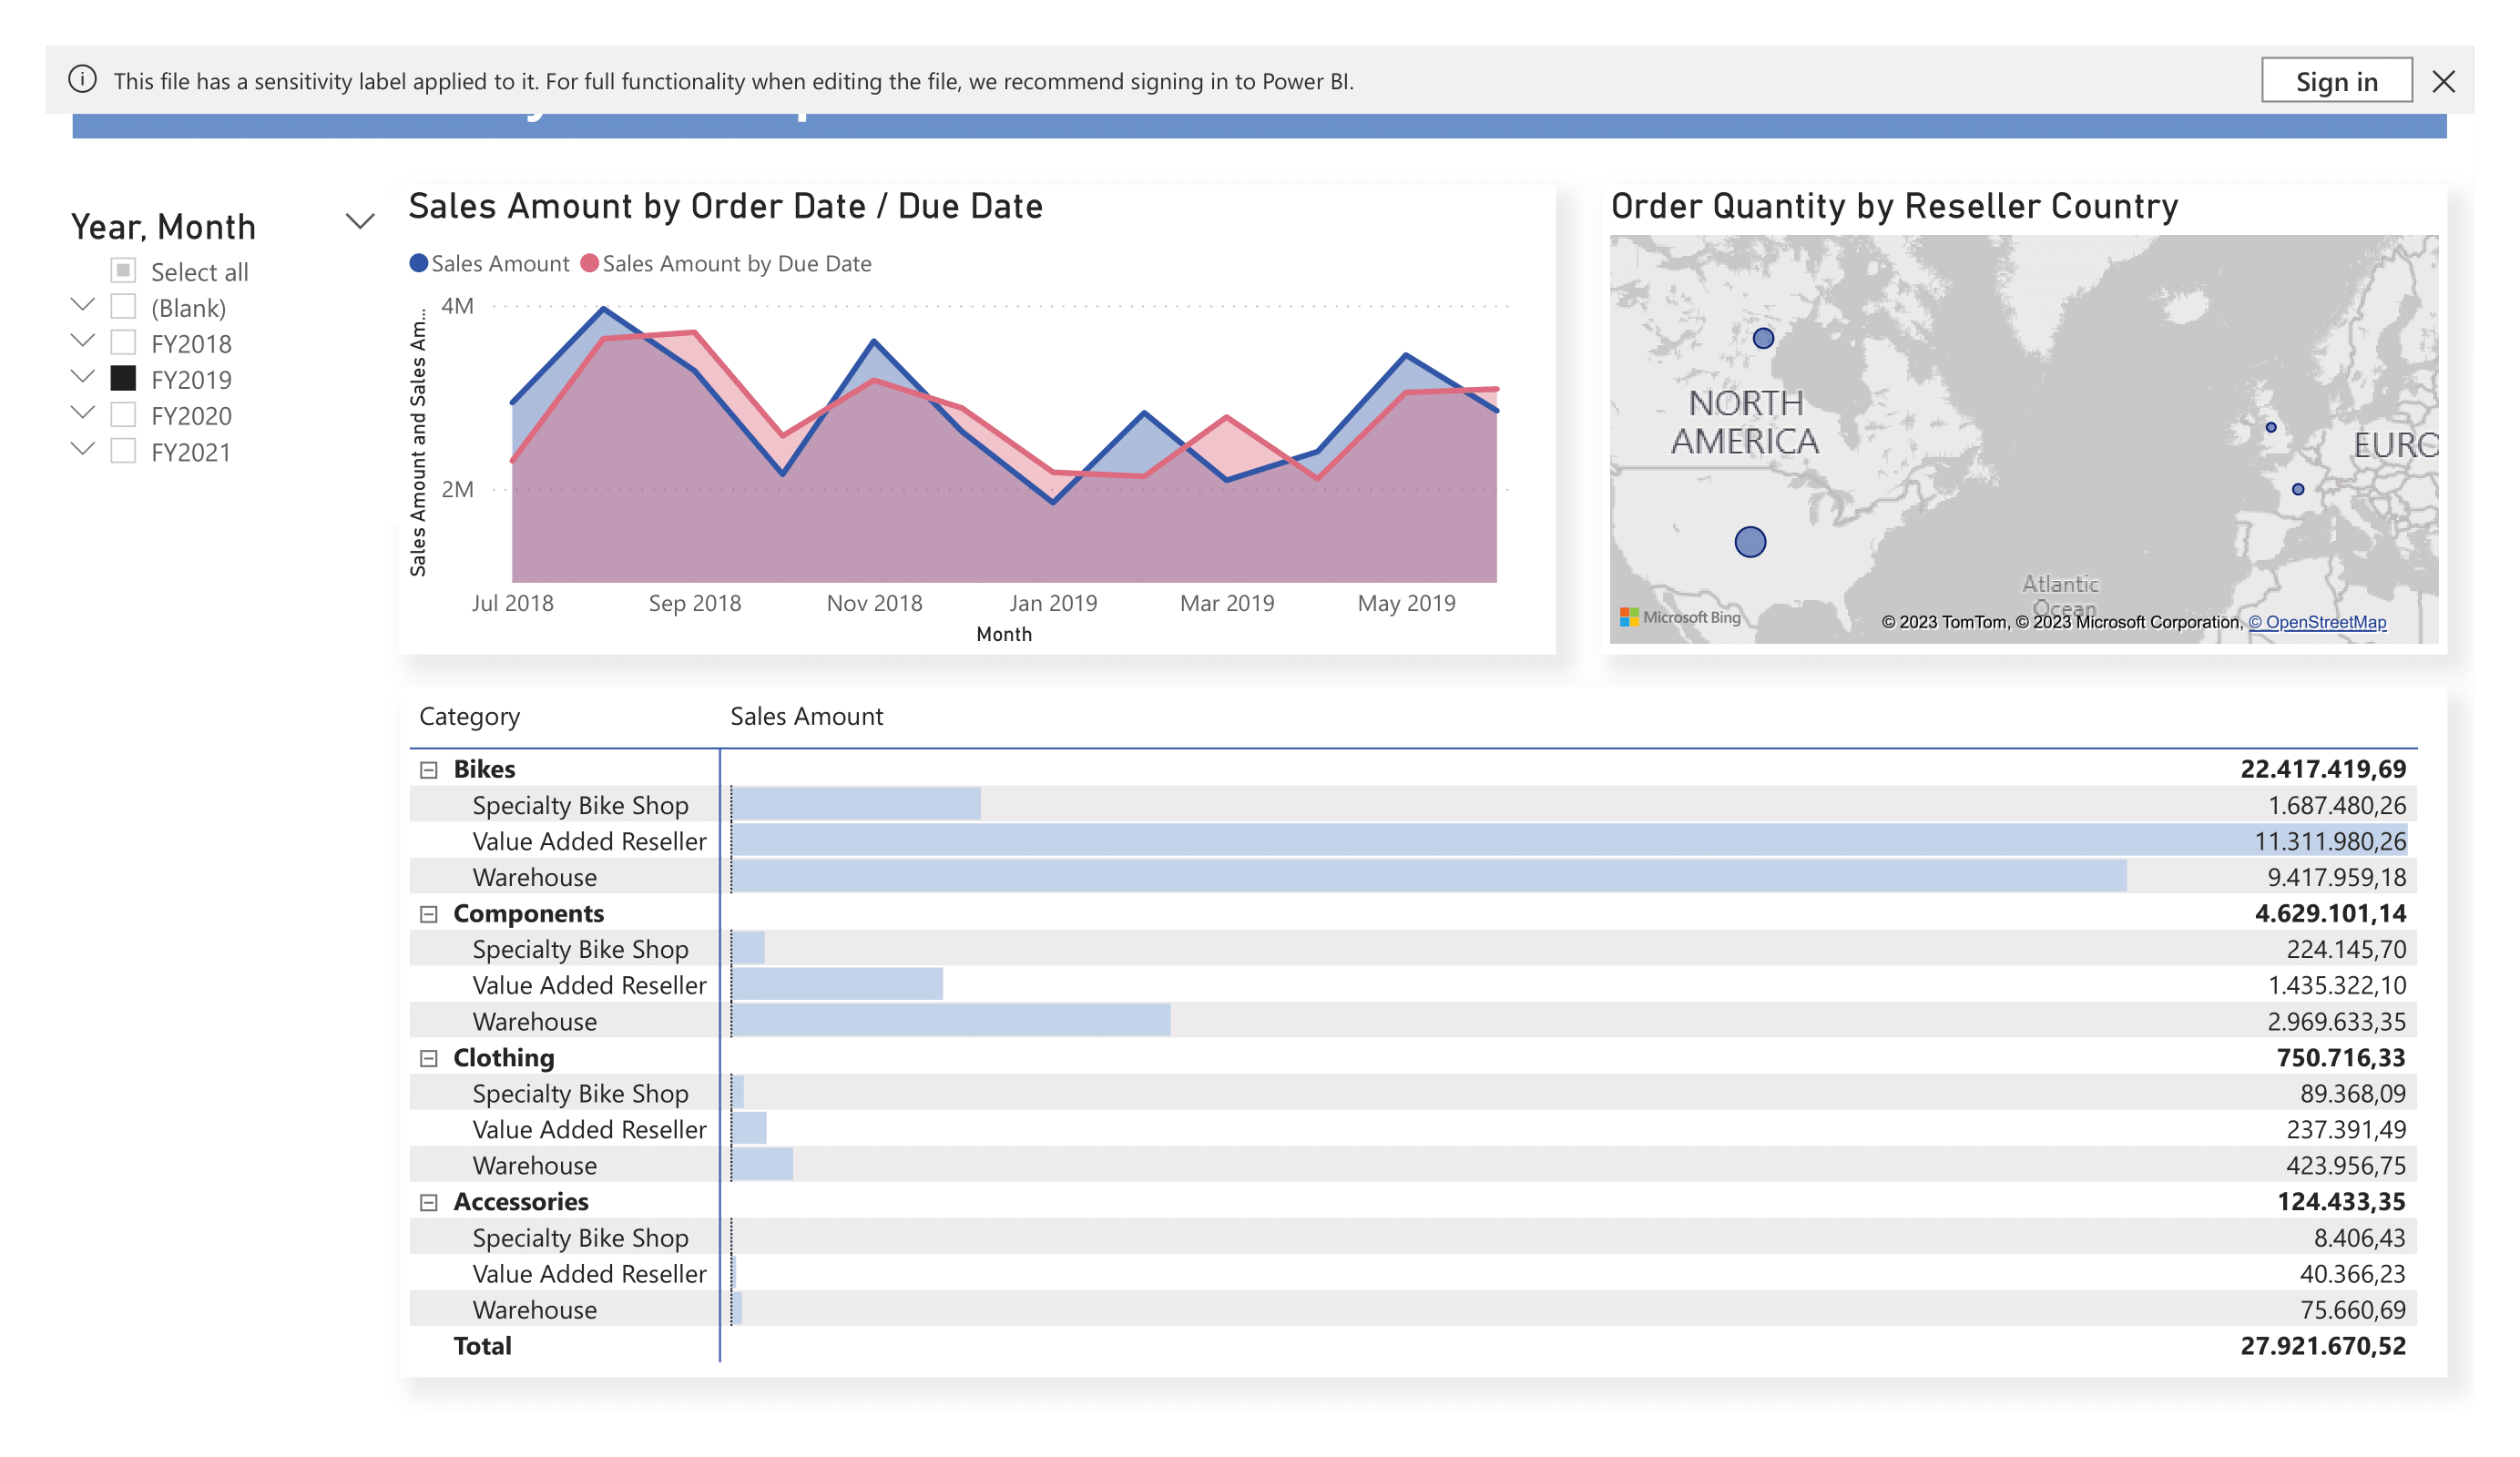 This file has a sensitivity label applied to it. For full functionality when editing the file, we recommend signing in to Power BI.
Sign in
Year, Month
Select all
(Blank)
FY2018
FY2019
FY2020
FY2021
Sales Amount by Order Date / Due Date
Sales Amount Sales Amount by Due Date
Sales Amount and Sales Am...
4M
2M
Jul 2018 Sep 2018 Nov 2018 Jan 2019 Mar 2019 May 2019
Month
Order Quantity by Reseller Country
NORTH
AMERICA
EURO
Atlantic
Ocean
Microsoft Bing
© 2023 TomTom, © 2023 Microsoft Corporation, © OpenStreetMap
Category Sales Amount
Bikes 22.417.419,69
Specialty Bike Shop 1.687.480,26
Value Added Reseller 11.311.980,26
Warehouse 9.417.959,18
Components 4.629.101,14
Specialty Bike Shop 224.145,70
Value Added Reseller 1.435.322,10
Warehouse 2.969.633,35
Clothing 750.716,33
Specialty Bike Shop 89.368,09
Value Added Reseller 237.391,49
Warehouse 423.956,75
Accessories 124.433,35
Specialty Bike Shop 8.406,43
Value Added Reseller 40.366,23
Warehouse 75.660,69
Total 27.921.670,52